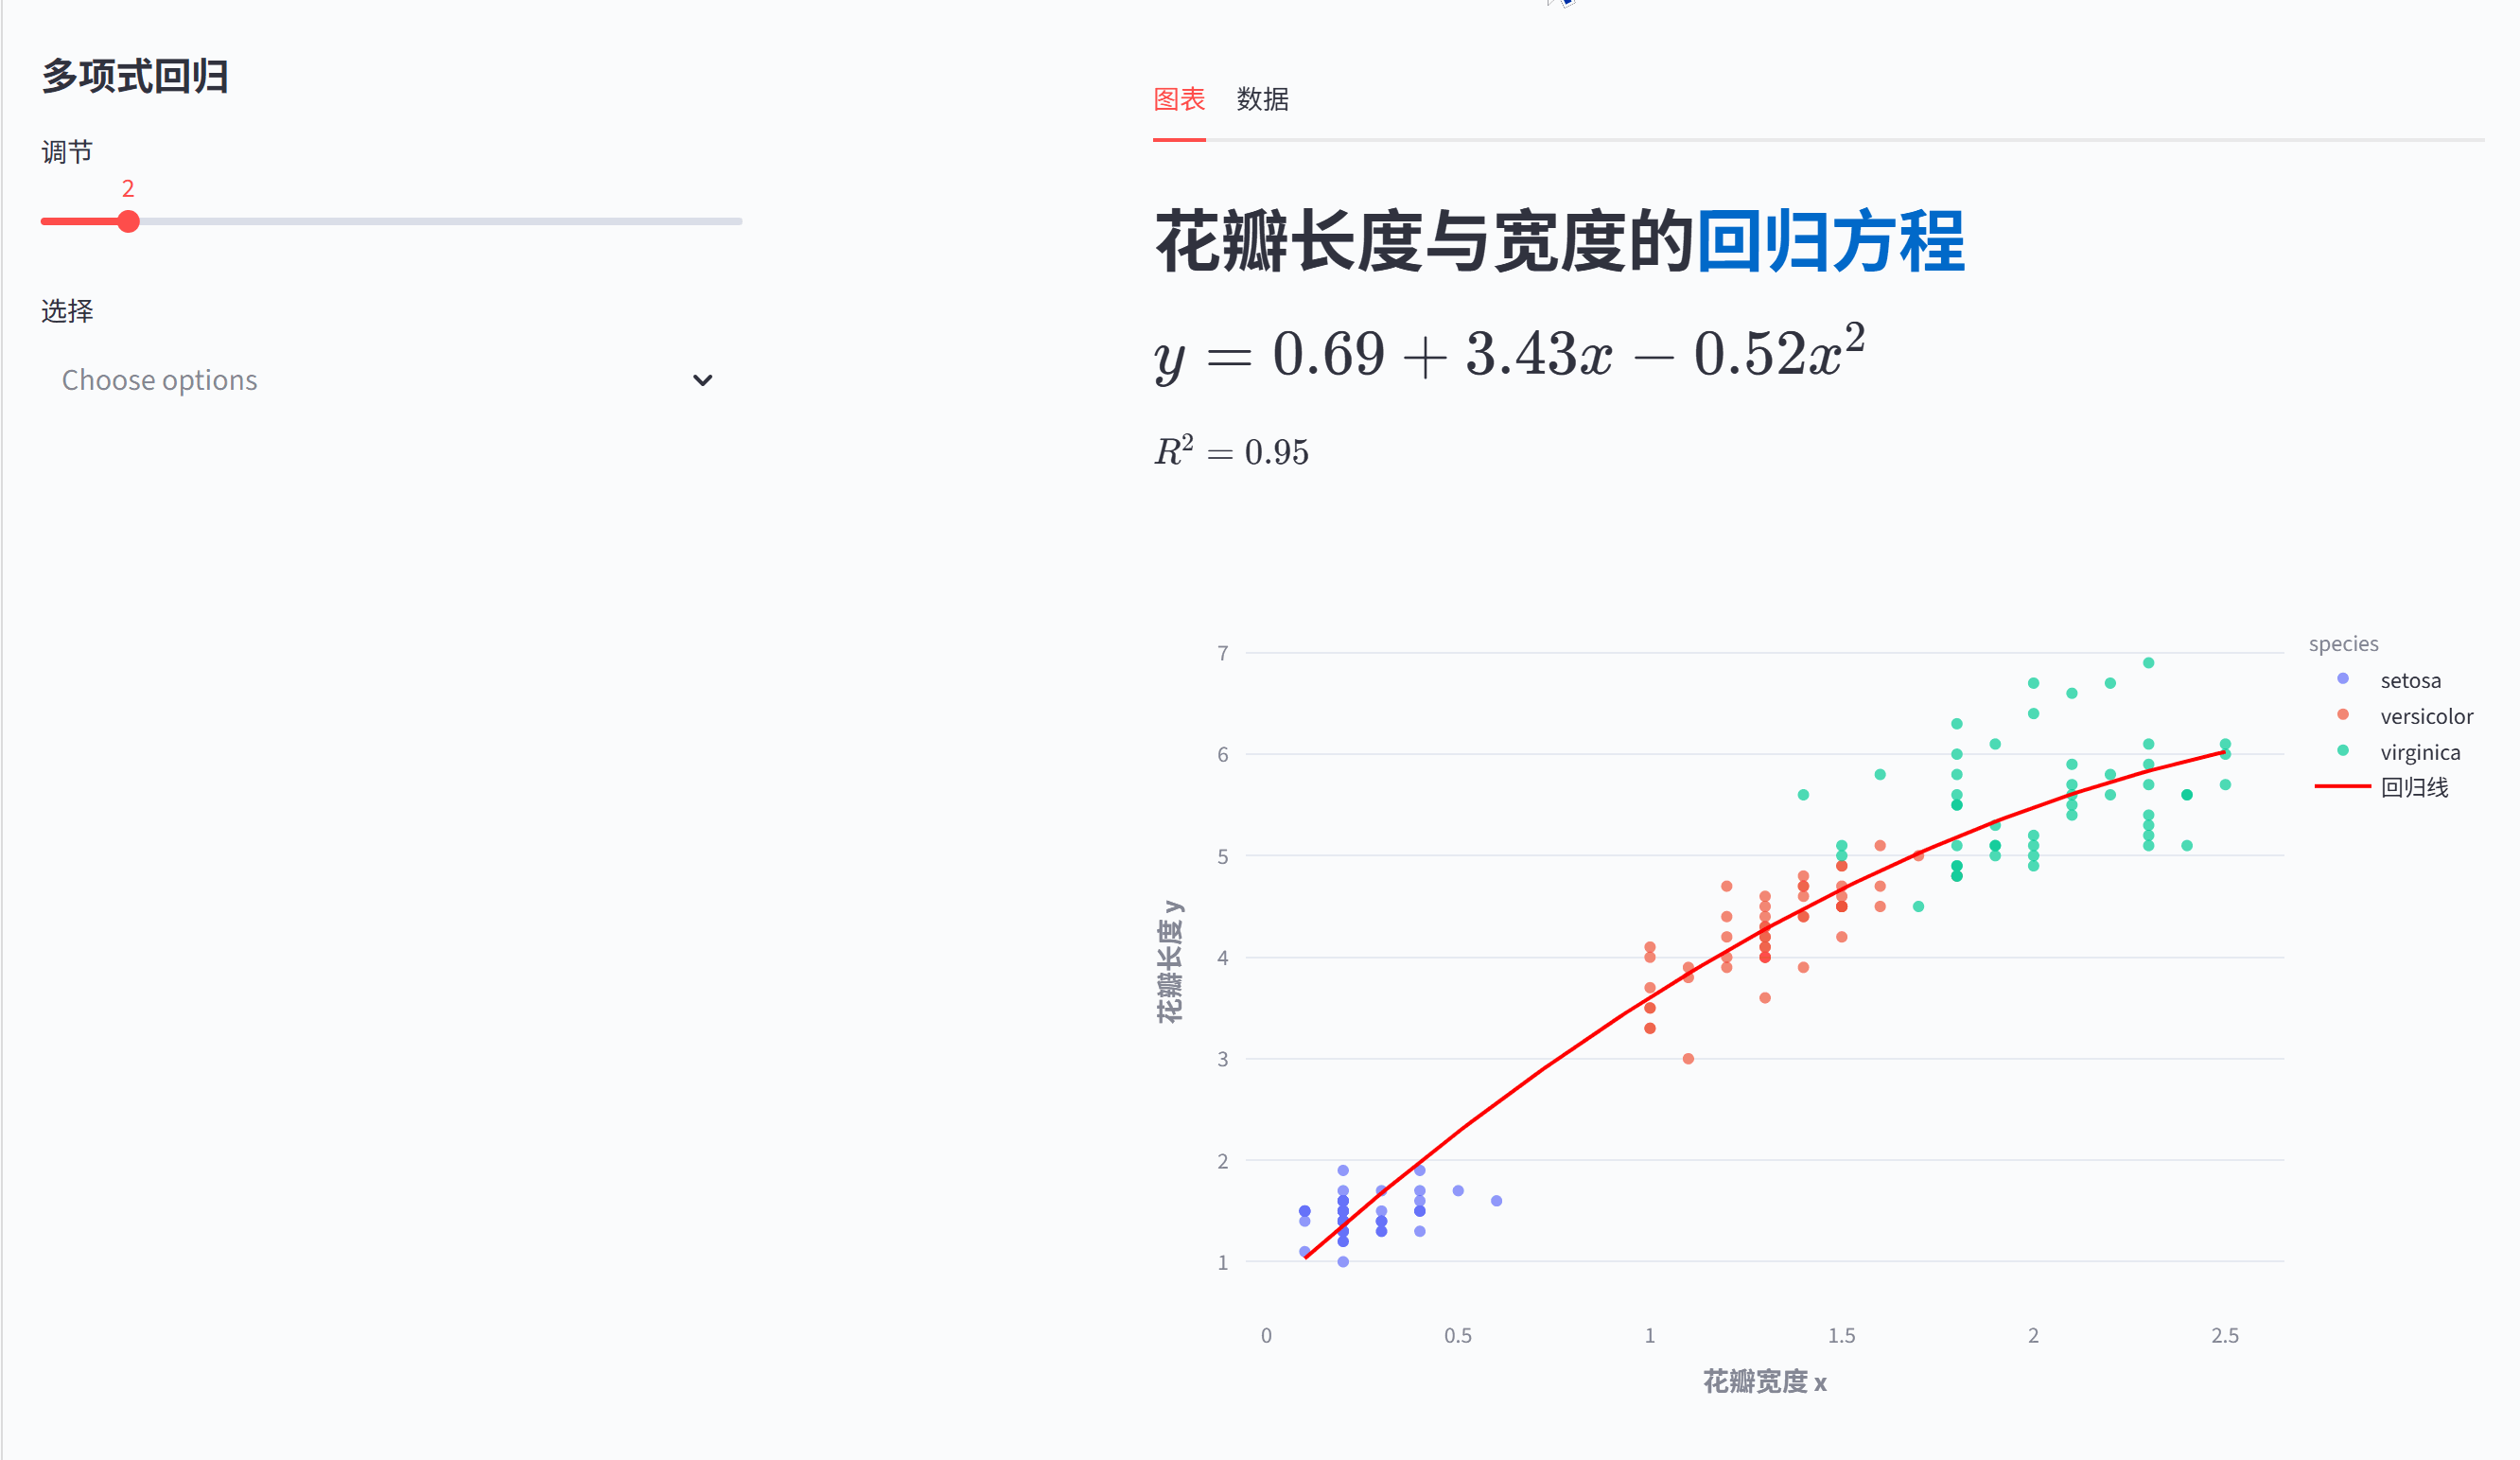 多项式回归
调节
2
选择
Choose options
图表 数据
花瓣长度与宽度的回归方程
y = 0.69 + 3.43x − 0.52x²
R² = 0.95
7
6
5
4
3
2
1
花瓣长度 y
0 0.5 1 1.5 2 2.5
花瓣宽度 x
species
setosa
versicolor
virginica
回归线